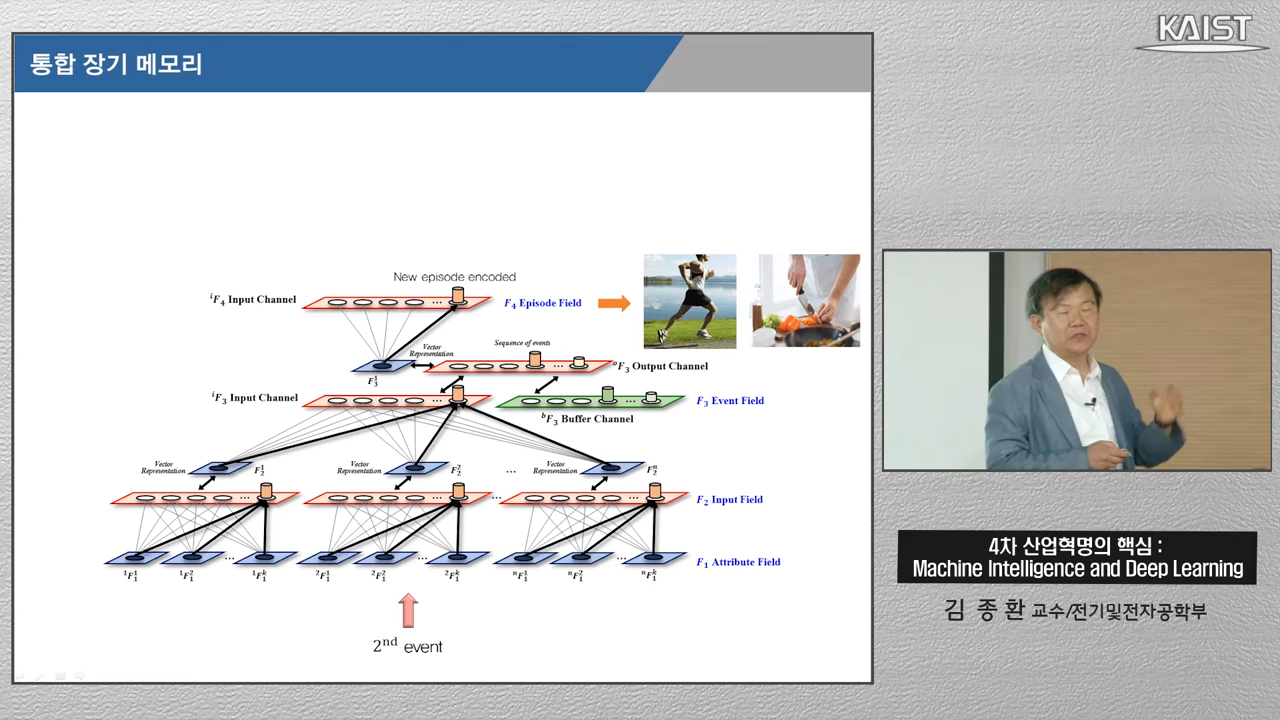 KAIST
통합 장기 메모리
New episode encoded
ⁱF₄ Input Channel
F₄ Episode Field
Vector
Representation
Sequence of events
F₃¹
ᵒF₃ Output Channel
ⁱF₃ Input Channel
F₃ Event Field
ᵇF₃ Buffer Channel
Vector
Representation
F₂¹
Vector
Representation
F₂²
...
Vector
Representation
F₂ⁿ
... ... ... ...
F₂ Input Field
... ... ...
F₁ Attribute Field
¹F₁¹ ¹F₁² ¹F₁ᵏ ²F₁¹ ²F₁² ²F₁ᵏ ⁿF₁¹ ⁿF₁² ⁿF₁ᵏ
2ⁿᵈ event
4차 산업혁명의 핵심 :
Machine Intelligence and Deep Learning
김 종 환 교수/전기및전자공학부